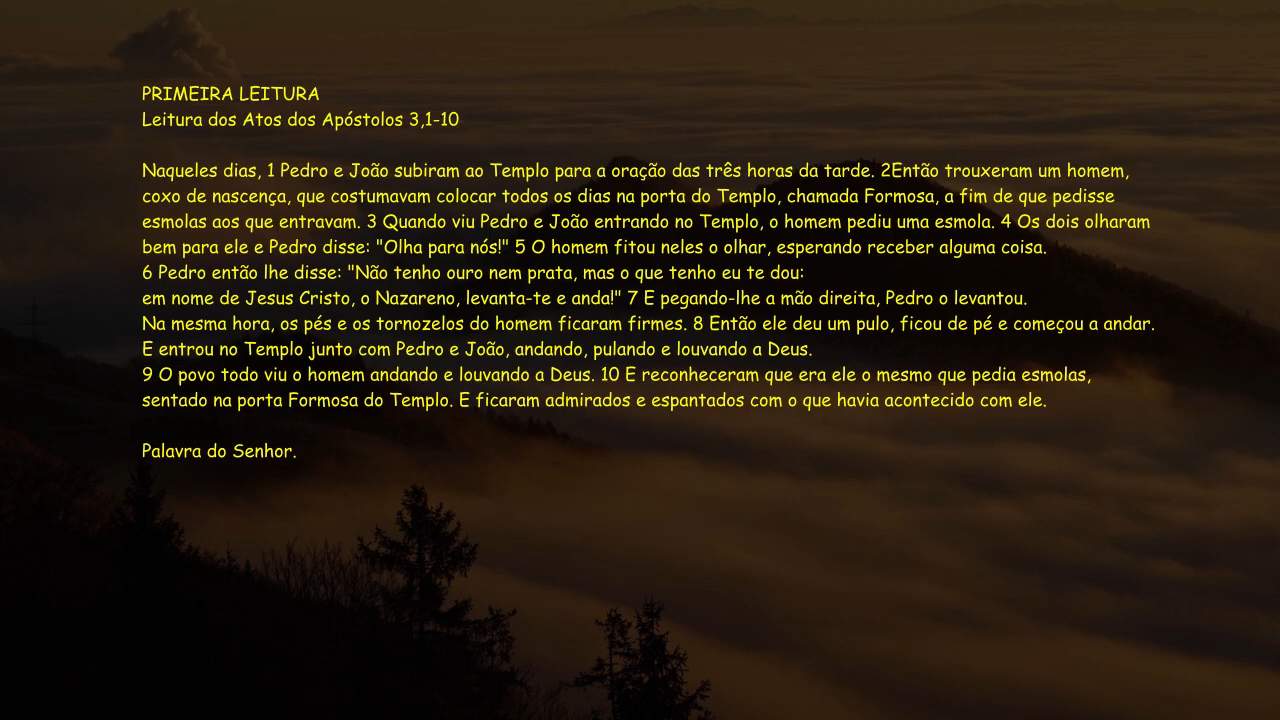 PRIMEIRA LEITURA
Leitura dos Atos dos Apóstolos 3,1-10
Naqueles dias, 1 Pedro e João subiram ao Templo para a oração das três horas da tarde. 2Então trouxeram um homem,
coxo de nascença, que costumavam colocar todos os dias na porta do Templo, chamada Formosa, a fim de que pedisse
esmolas aos que entravam. 3 Quando viu Pedro e João entrando no Templo, o homem pediu uma esmola. 4 Os dois olharam
bem para ele e Pedro disse: "Olha para nós!" 5 O homem fitou neles o olhar, esperando receber alguma coisa.
6 Pedro então lhe disse: "Não tenho ouro nem prata, mas o que tenho eu te dou:
em nome de Jesus Cristo, o Nazareno, levanta-te e anda!" 7 E pegando-lhe a mão direita, Pedro o levantou.
Na mesma hora, os pés e os tornozelos do homem ficaram firmes. 8 Então ele deu um pulo, ficou de pé e começou a andar.
E entrou no Templo junto com Pedro e João, andando, pulando e louvando a Deus.
9 O povo todo viu o homem andando e louvando a Deus. 10 E reconheceram que era ele o mesmo que pedia esmolas,
sentado na porta Formosa do Templo. E ficaram admirados e espantados com o que havia acontecido com ele.
Palavra do Senhor.